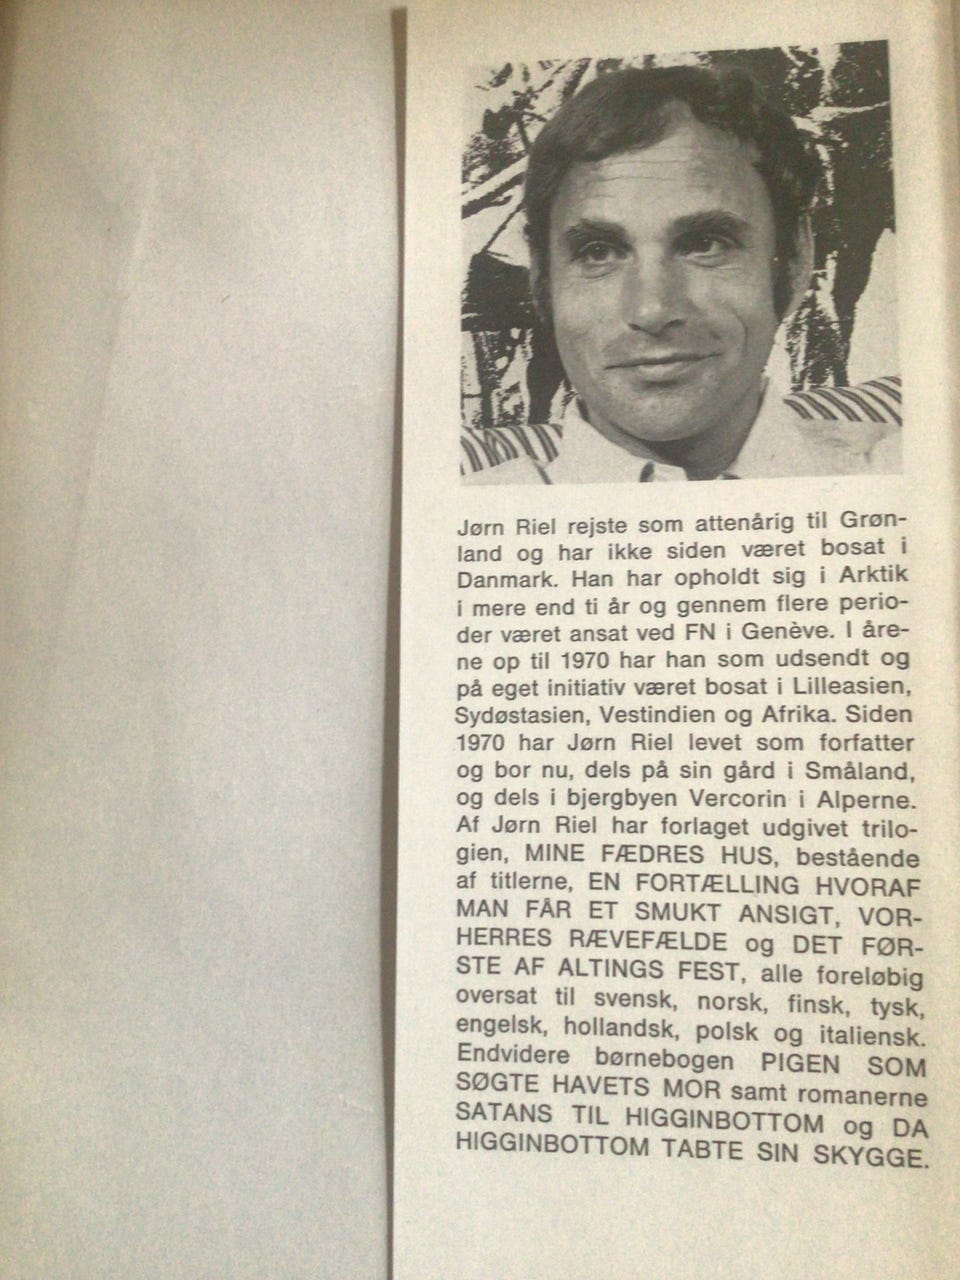 Jørn Riel rejste som attenårig til Grøn-
land og har ikke siden været bosat i
Danmark. Han har opholdt sig i Arktik
i mere end ti år og gennem flere perio-
der været ansat ved FN i Genève. I åre-
ne op til 1970 har han som udsendt og
på eget initiativ været bosat i Lilleasien,
Sydøstasien, Vestindien og Afrika. Siden
1970 har Jørn Riel levet som forfatter
og bor nu, dels på sin gård i Småland,
og dels i bjergbyen Vercorin i Alperne.
Af Jørn Riel har forlaget udgivet trilo-
gien, MINE FÆDRES HUS, bestående
af titlerne, EN FORTÆLLING HVORAF
MAN FÅR ET SMUKT ANSIGT, VOR-
HERRES RÆVEFÆLDE og DET FØR-
STE AF ALTINGS FEST, alle foreløbig
oversat til svensk, norsk, finsk, tysk,
engelsk, hollandsk, polsk og italiensk.
Endvidere børnebogen PIGEN SOM
SØGTE HAVETS MOR samt romanerne
SATANS TIL HIGGINBOTTOM og DA
HIGGINBOTTOM TABTE SIN SKYGGE.